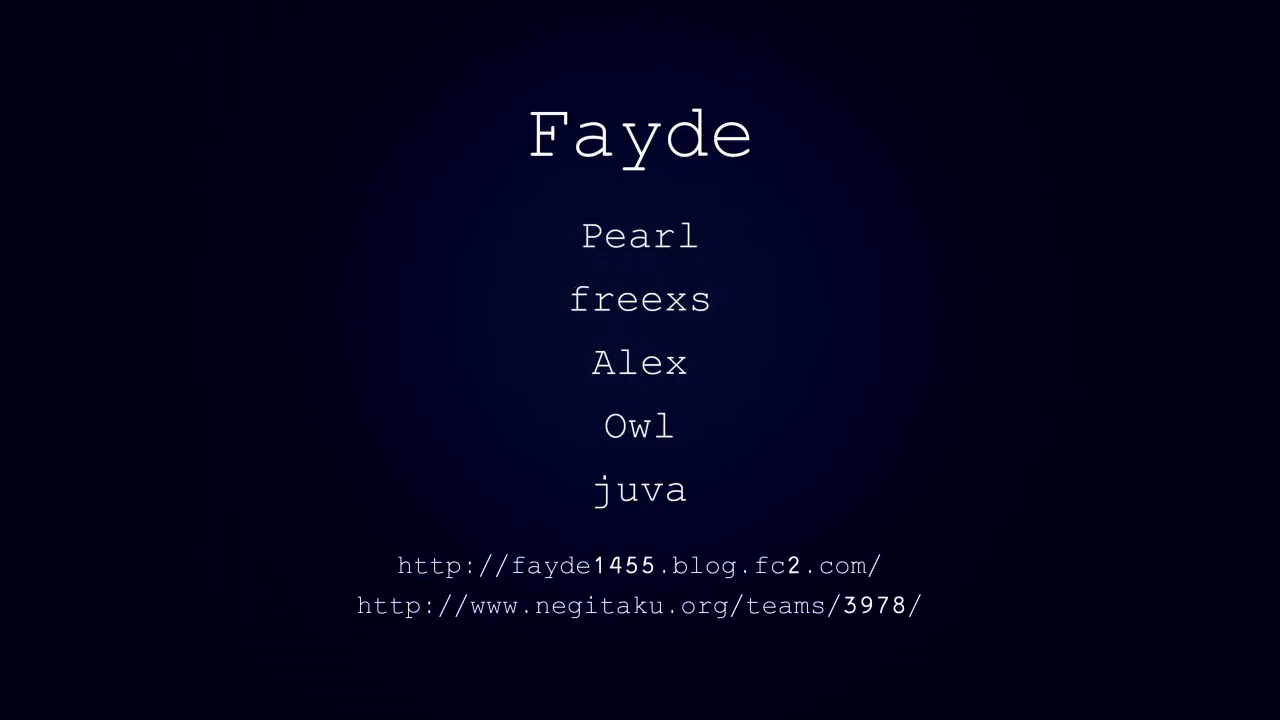 Fayde
Pearl
freexs
Alex
Owl
juva
http://fayde1455.blog.fc2.com/
http://www.negitaku.org/teams/3978/